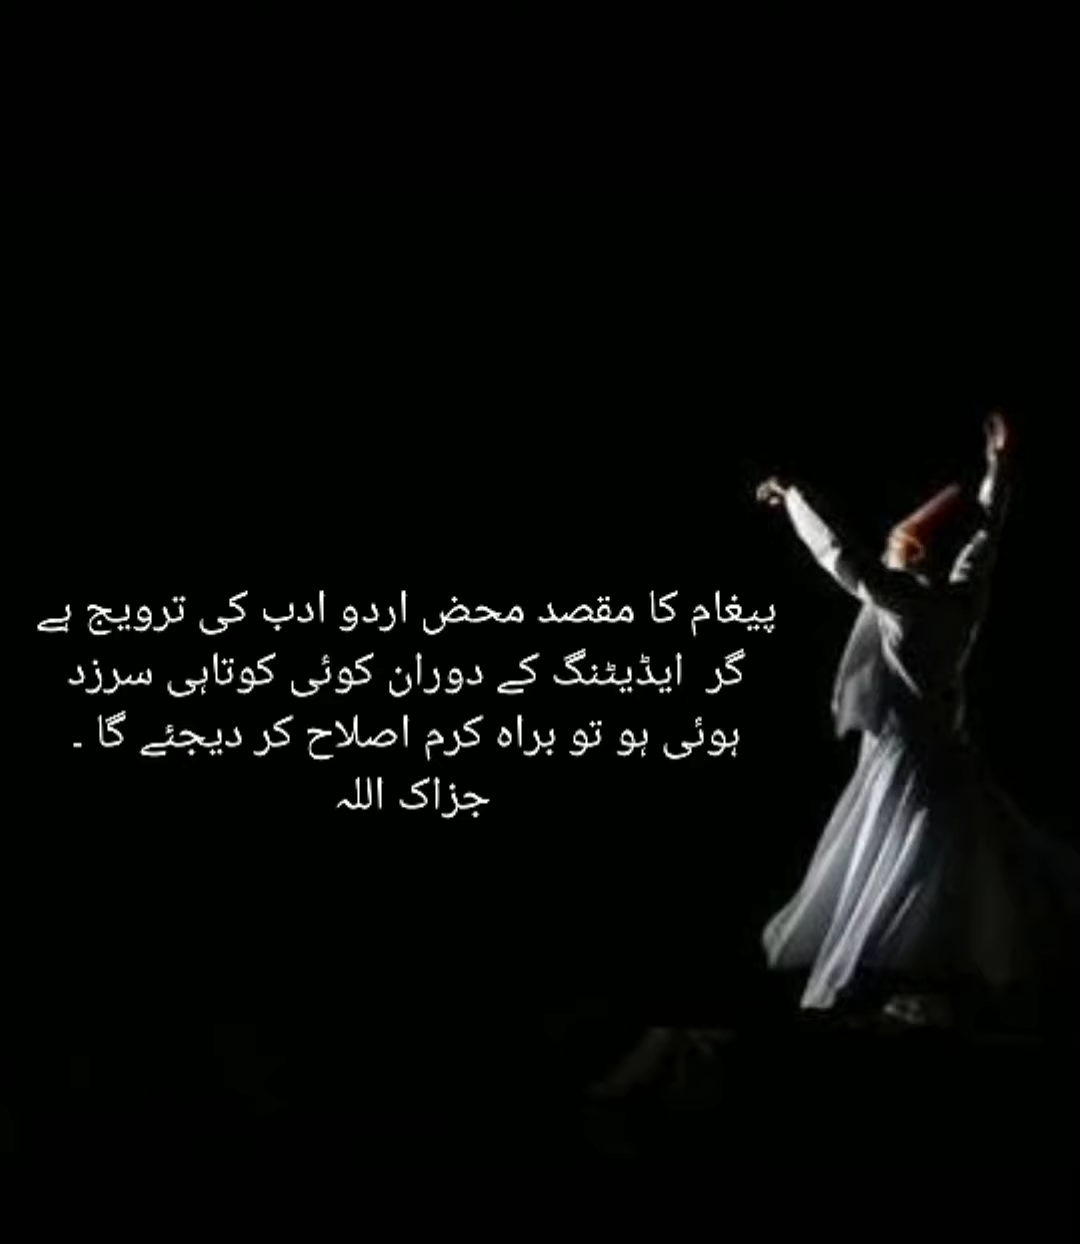 پیغام کا مقصد محض اردو ادب کی ترویج ہے
گر ایڈیٹنگ کے دوران کوئی کوتاہی سرزد
ہوئی ہو تو براہ کرم اصلاح کر دیجئے گا ۔
جزاک اللہ